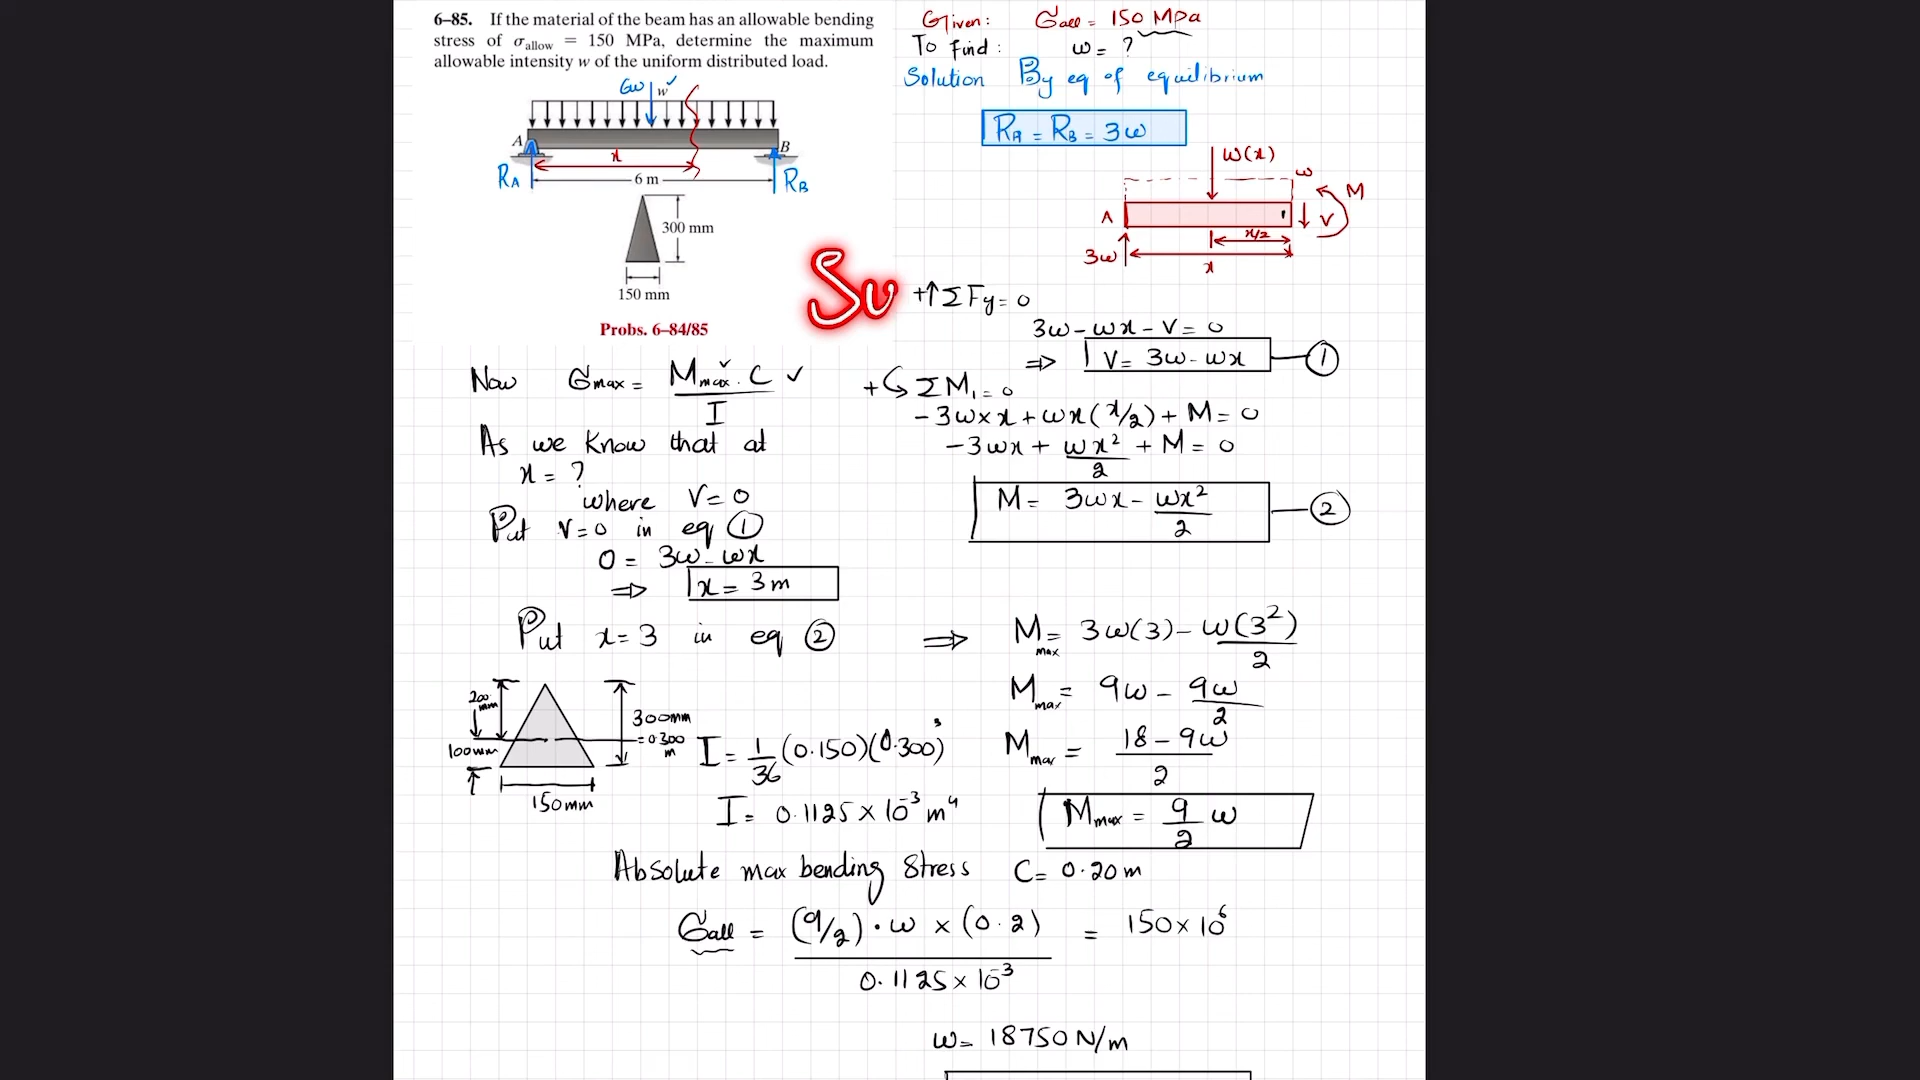 6–85. If the material of the beam has an allowable bending
stress of σallow = 150 MPa, determine the maximum
allowable intensity w of the uniform distributed load.
6w w ✓
A
B
x
RA
6 m
RB
300 mm
150 mm
Probs. 6–84/85
Given: σall = 150 MPa
To find: w = ?
Solution By eq of equilibrium
RA = RB = 3w
w(x)
w
M
A
V
x/2
3w
x
Su
+↑ΣFy = 0
3w - wx - V = 0
⇒ V = 3w - wx ①
+↺ ΣM1 = 0
-3w×x + wx(x/2) + M = 0
-3wx + wx²/2 + M = 0
M = 3wx - wx²/2 ②
Now σmax = Mmax✓ · C ✓ / I
As we know that at
x = ?
where V = 0
Put V = 0 in eq ①
0 = 3w - wx
⇒ x = 3m
Put x = 3 in eq ② ⇒ Mmax = 3w(3) - w(3²)/2
Mmax = 9w - 9w/2
Mmax = 18 - 9w / 2
Mmax = 9/2 w
200 mm
100mm
300mm
= 0.300 m
150mm
I = 1/36 (0.150)(0.300)³
I = 0.1125 × 10⁻³ m⁴
Absolute max bending Stress C = 0.20 m
σall = (9/2) · w × (0.2) / 0.1125 × 10⁻³ = 150 × 10⁶
w = 18750 N/m